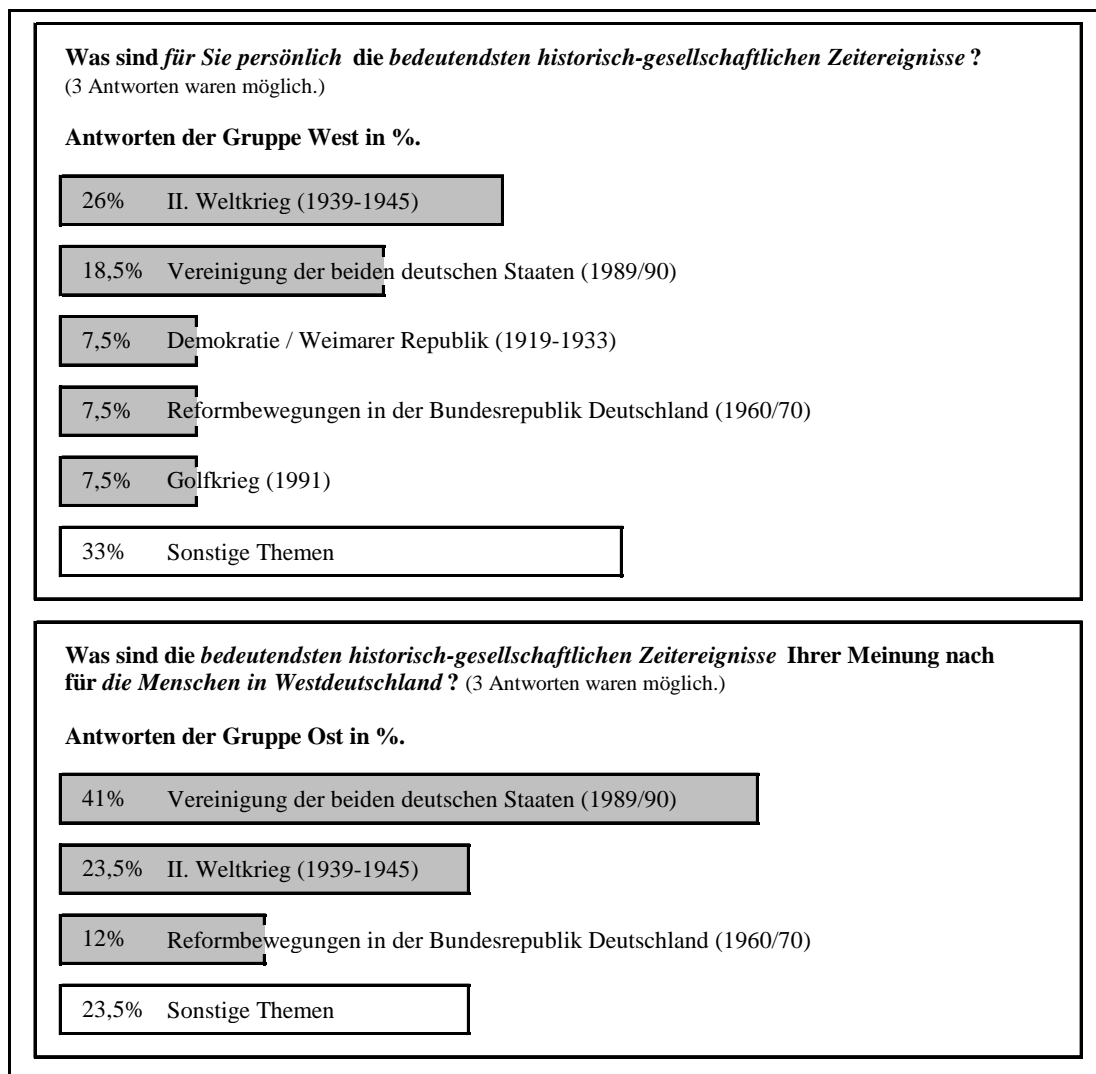 Was sind für Sie persönlich die bedeutendsten historisch-gesellschaftlichen Zeitereignisse ?
(3 Antworten waren möglich.)
Antworten der Gruppe West in %.
26% II. Weltkrieg (1939-1945)
18,5% Vereinigung der beiden deutschen Staaten (1989/90)
7,5% Demokratie / Weimarer Republik (1919-1933)
7,5% Reformbewegungen in der Bundesrepublik Deutschland (1960/70)
7,5% Golfkrieg (1991)
33% Sonstige Themen
Was sind die bedeutendsten historisch-gesellschaftlichen Zeitereignisse Ihrer Meinung nach
für die Menschen in Westdeutschland ? (3 Antworten waren möglich.)
Antworten der Gruppe Ost in %.
41% Vereinigung der beiden deutschen Staaten (1989/90)
23,5% II. Weltkrieg (1939-1945)
12% Reformbewegungen in der Bundesrepublik Deutschland (1960/70)
23,5% Sonstige Themen